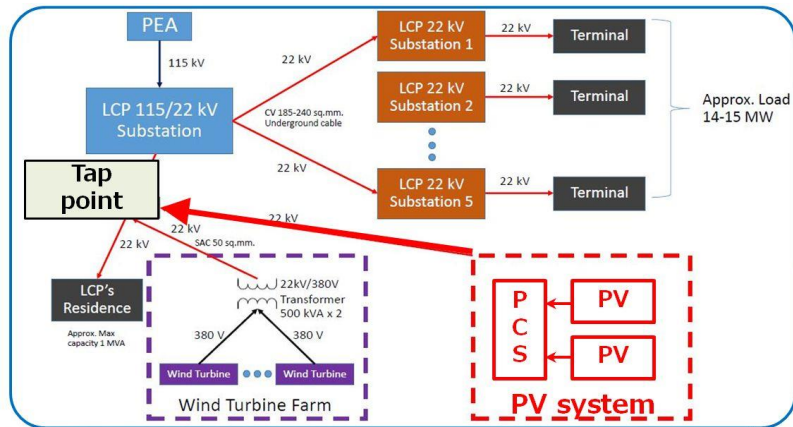 PEA
115 kV
LCP 115/22 kV
Substation
22 kV
CV 185-240 sq.mm.
Underground cable
22 kV
LCP 22 kV
Substation 1
22 kV
Terminal
LCP 22 kV
Substation 2
22 kV
Terminal
LCP 22 kV
Substation 5
22 kV
Terminal
Approx. Load
14-15 MW
Tap
point
22 kV
22 kV
22 kV
SAC 50 sq.mm.
LCP's
Residence
Approx. Max
capacity 1 MVA
22kV/380V
Transformer
500 kVA x 2
380 V
380 V
Wind Turbine
Wind Turbine
Wind Turbine Farm
P
C
S
PV
PV
PV system